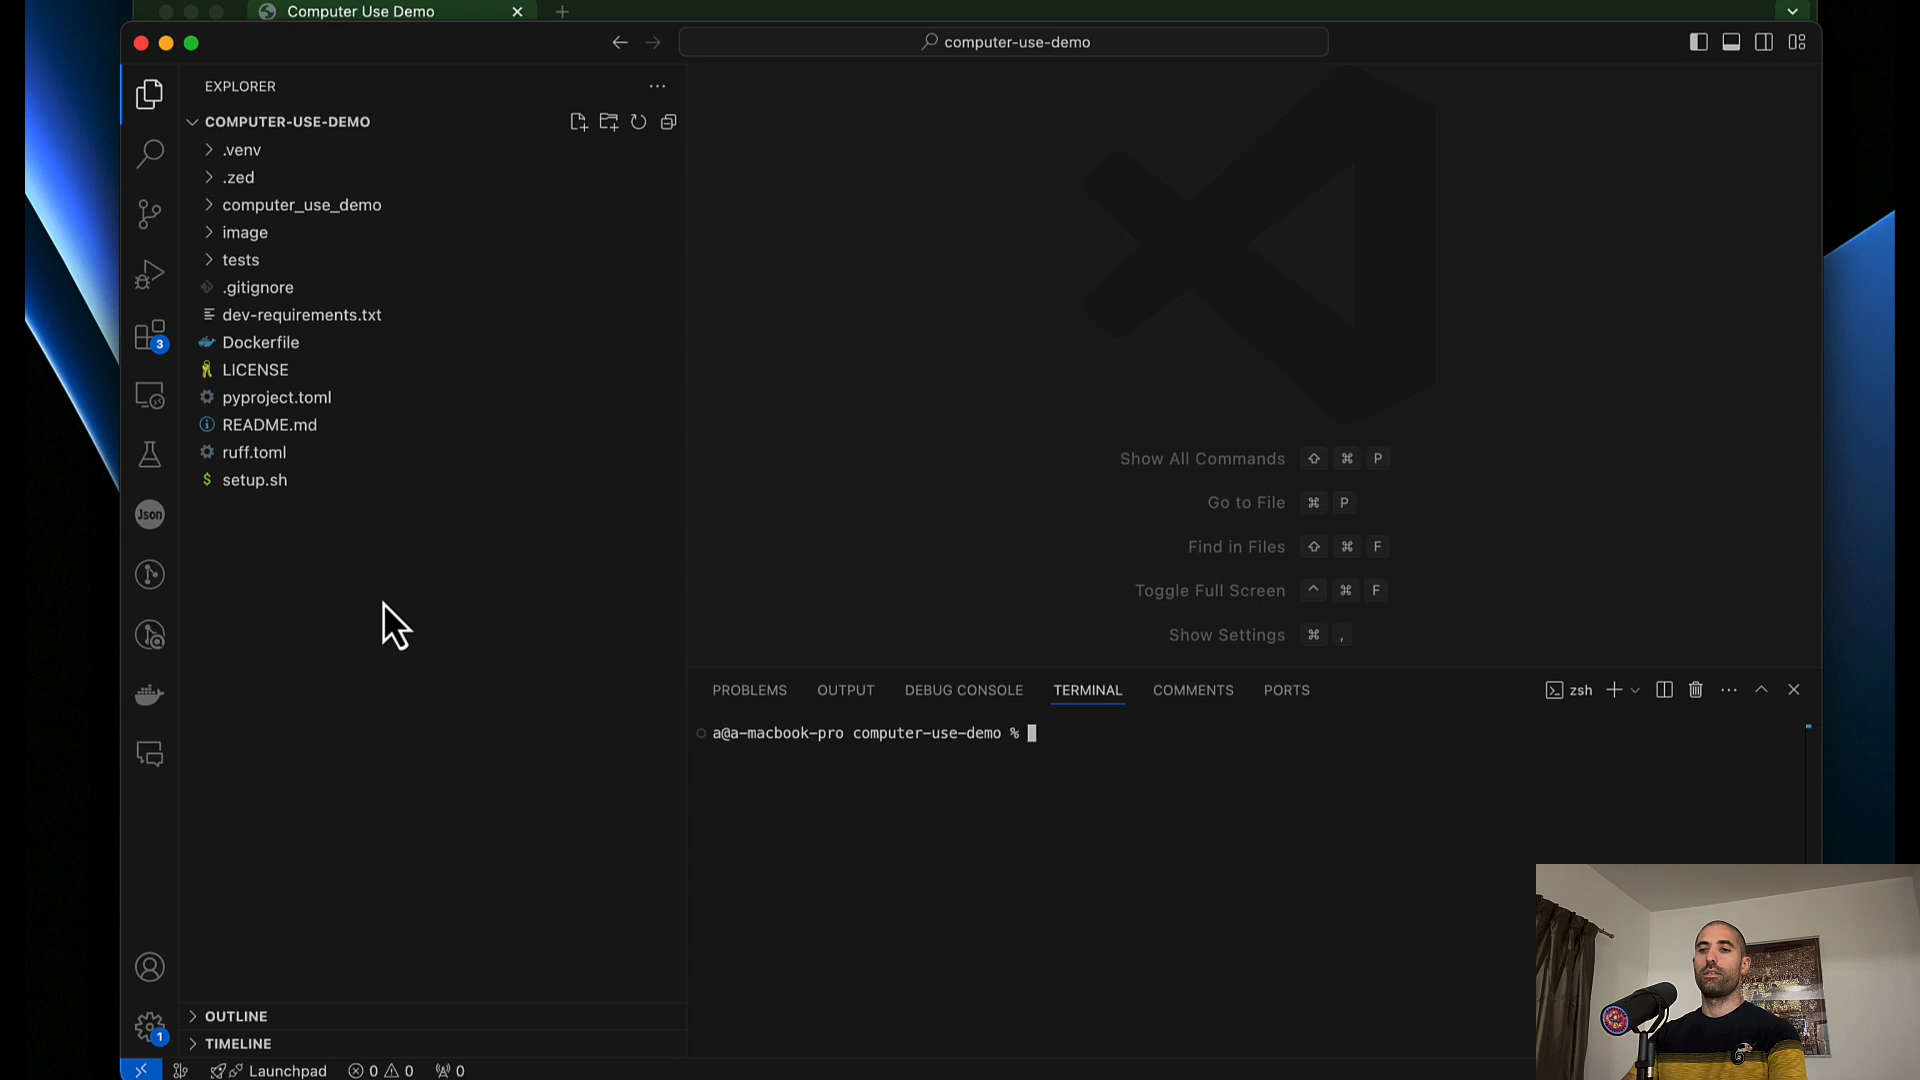 Computer Use Demo
computer-use-demo
EXPLORER
COMPUTER-USE-DEMO
.venv
.zed
computer_use_demo
image
tests
.gitignore
dev-requirements.txt
Dockerfile
LICENSE
pyproject.toml
README.md
ruff.toml
$ setup.sh
3
Json
Show All Commands ⇧ ⌘ P
Go to File ⌘ P
Find in Files ⇧ ⌘ F
Toggle Full Screen ^ ⌘ F
Show Settings ⌘ ,
PROBLEMS OUTPUT DEBUG CONSOLE TERMINAL COMMENTS PORTS zsh
a@a-macbook-pro computer-use-demo %
OUTLINE
1
TIMELINE
Launchpad 0 0 0